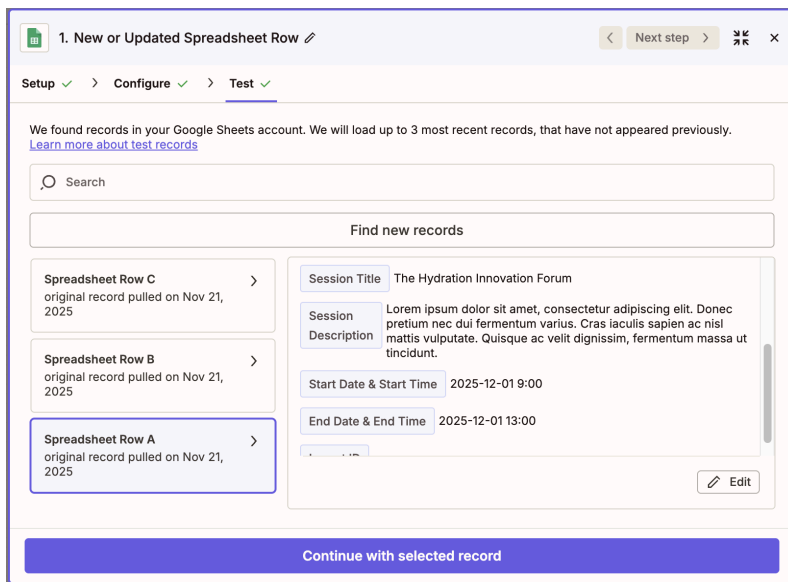 1. New or Updated Spreadsheet Row
Next step
Setup
Configure
Test
We found records in your Google Sheets account. We will load up to 3 most recent records, that have not appeared previously.
Learn more about test records
Search
Find new records
Spreadsheet Row C
original record pulled on Nov 21,
2025
Spreadsheet Row B
original record pulled on Nov 21,
2025
Spreadsheet Row A
original record pulled on Nov 21,
2025
Session Title The Hydration Innovation Forum
Session
Description
Lorem ipsum dolor sit amet, consectetur adipiscing elit. Donec
pretium nec dui fermentum varius. Cras iaculis sapien ac nisl
mattis vulputate. Quisque ac velit dignissim, fermentum massa ut
tincidunt.
Start Date & Start Time 2025-12-01 9:00
End Date & End Time 2025-12-01 13:00
Edit
Continue with selected record